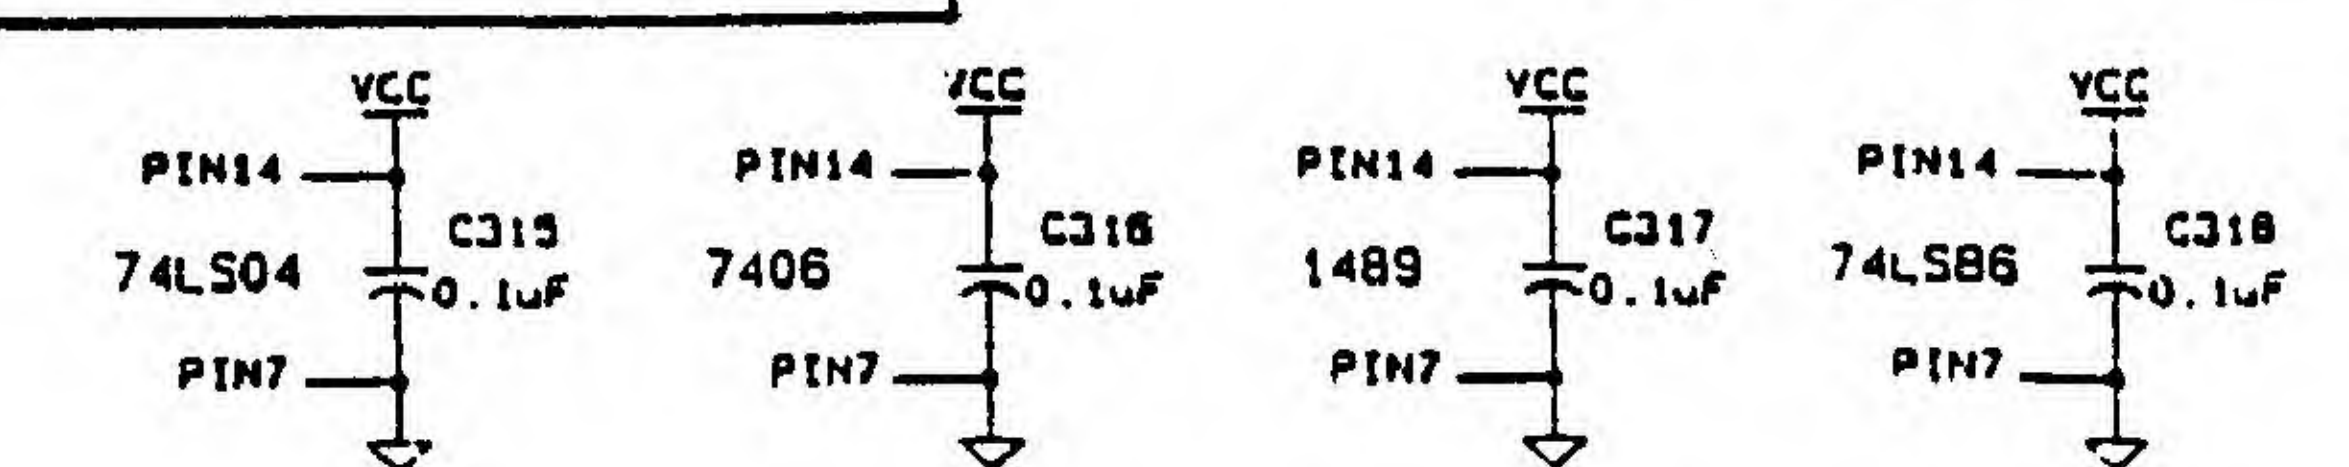 VCC VCC VCC VCC
PIN14 PIN14 PIN14 PIN14
C315 C316 C317 C318
74LS04 0.1uF 7406 0.1uF 1489 0.1uF 74LS86 0.1uF
PIN7 PIN7 PIN7 PIN7